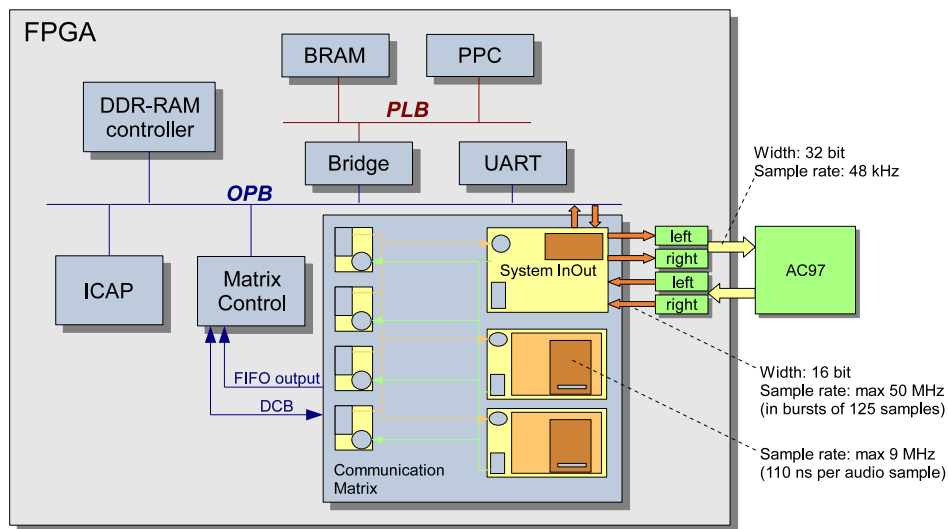 FPGA
BRAM
PPC
DDR-RAM
controller
PLB
Bridge
UART
Width: 32 bit
Sample rate: 48 kHz
OPB
ICAP
Matrix
Control
System InOut
left
right
left
right
AC97
FIFO output
DCB
Communication
Matrix
Width: 16 bit
Sample rate: max 50 MHz
(in bursts of 125 samples)
Sample rate: max 9 MHz
(110 ns per audio sample)